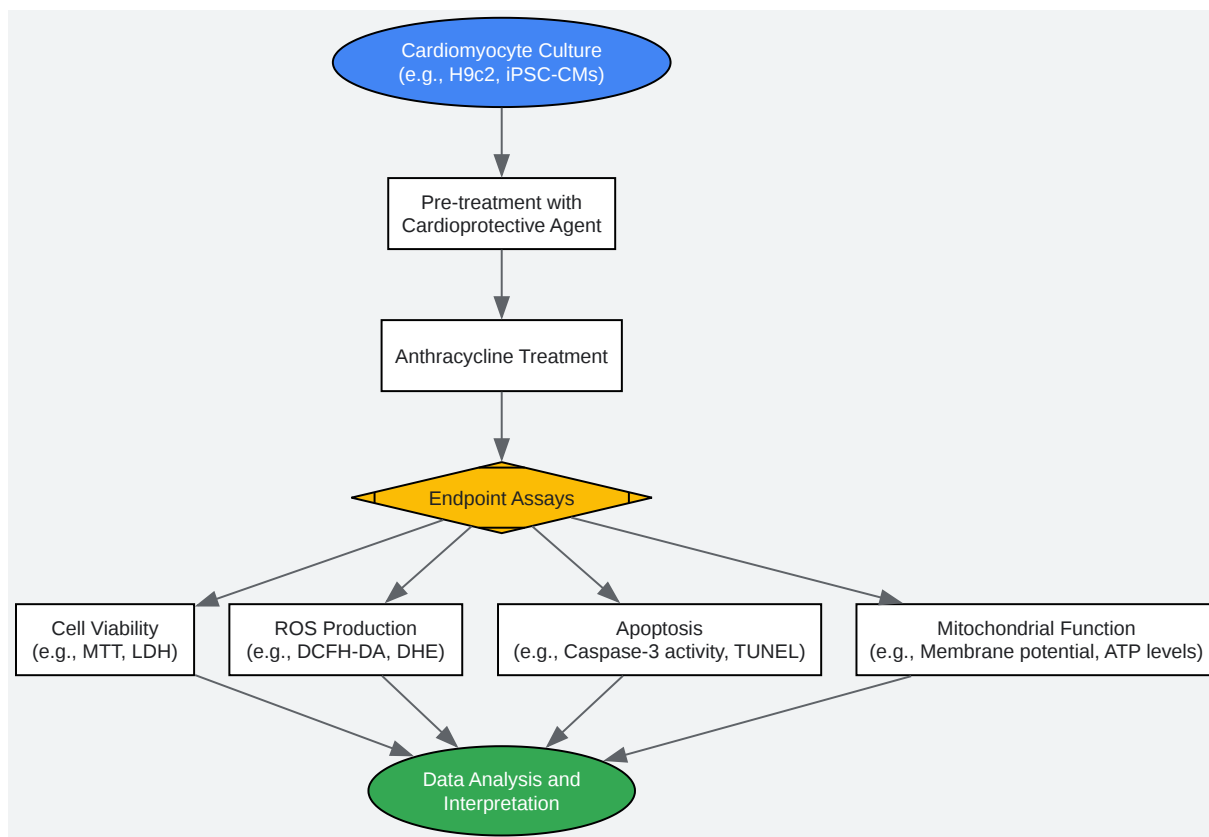 Cardiomyocyte Culture
(e.g., H9c2, iPSC-CMs)
Pre-treatment with
Cardioprotective Agent
Anthracycline Treatment
Endpoint Assays
Cell Viability
(e.g., MTT, LDH)
ROS Production
(e.g., DCFH-DA, DHE)
Apoptosis
(e.g., Caspase-3 activity, TUNEL)
Mitochondrial Function
(e.g., Membrane potential, ATP levels)
Data Analysis and
Interpretation